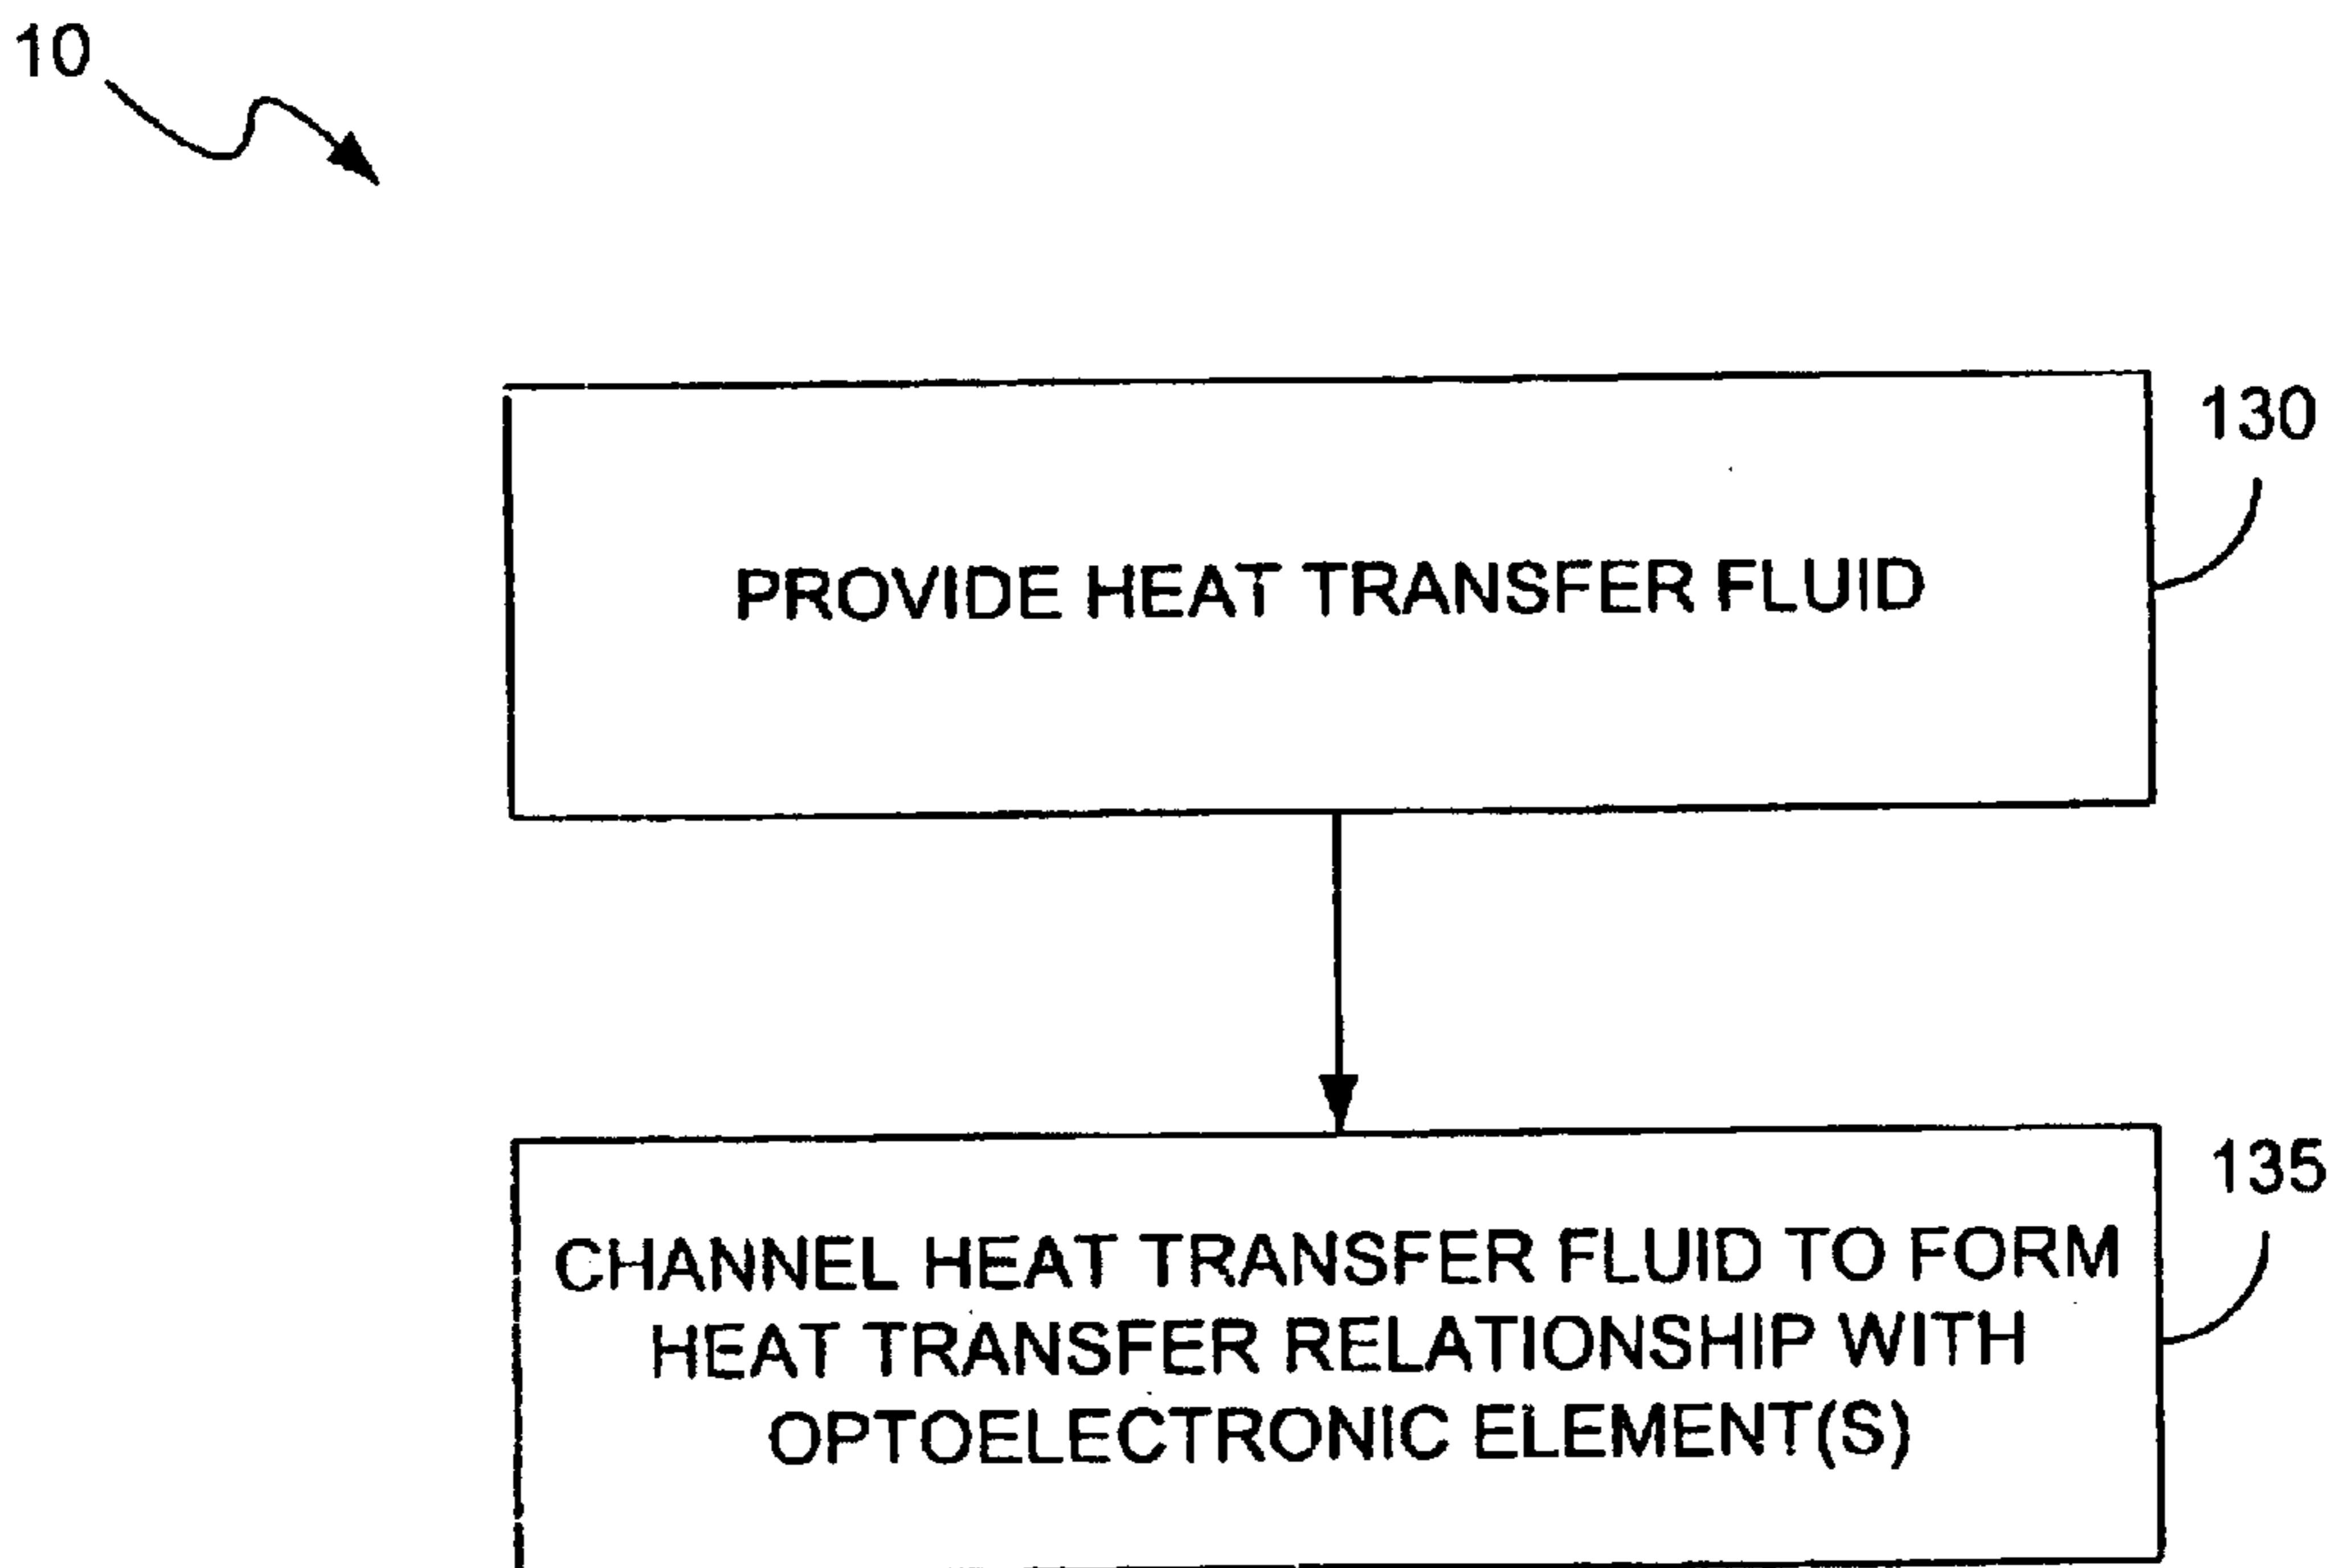 10
130
PROVIDE HEAT TRANSFER FLUID
135
CHANNEL HEAT TRANSFER FLUID TO FORM
HEAT TRANSFER RELATIONSHIP WITH
OPTOELECTRONIC ELEMENT(S)